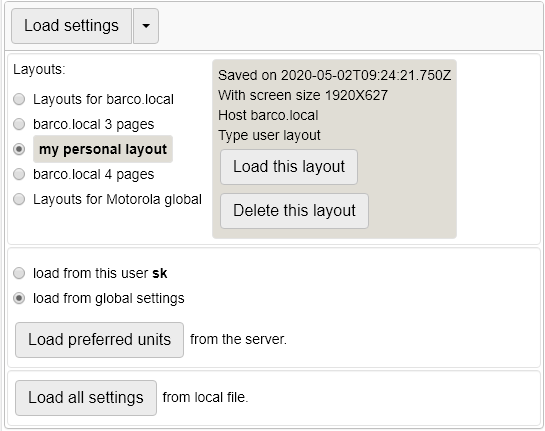 Load settings
Layouts:
Layouts for barco.local
barco.local 3 pages
my personal layout
barco.local 4 pages
Layouts for Motorola global
Saved on 2020-05-02T09:24:21.750Z
With screen size 1920X627
Host barco.local
Type user layout
Load this layout
Delete this layout
load from this user sk
load from global settings
Load preferred units from the server.
Load all settings from local file.